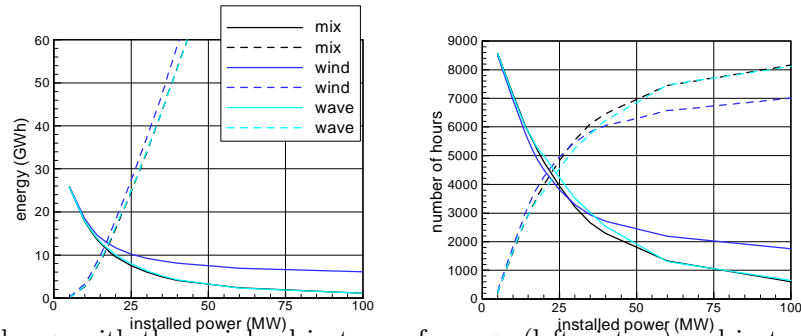 mix
mix
wind
wind
wave
wave
60
50
40
30
20
10
0
energy (GWh)
0
25
50
75
100
installed power (MW)
9000
8000
7000
6000
5000
4000
3000
2000
1000
0
number of hours
0
25
50
75
100
installed power (MW)